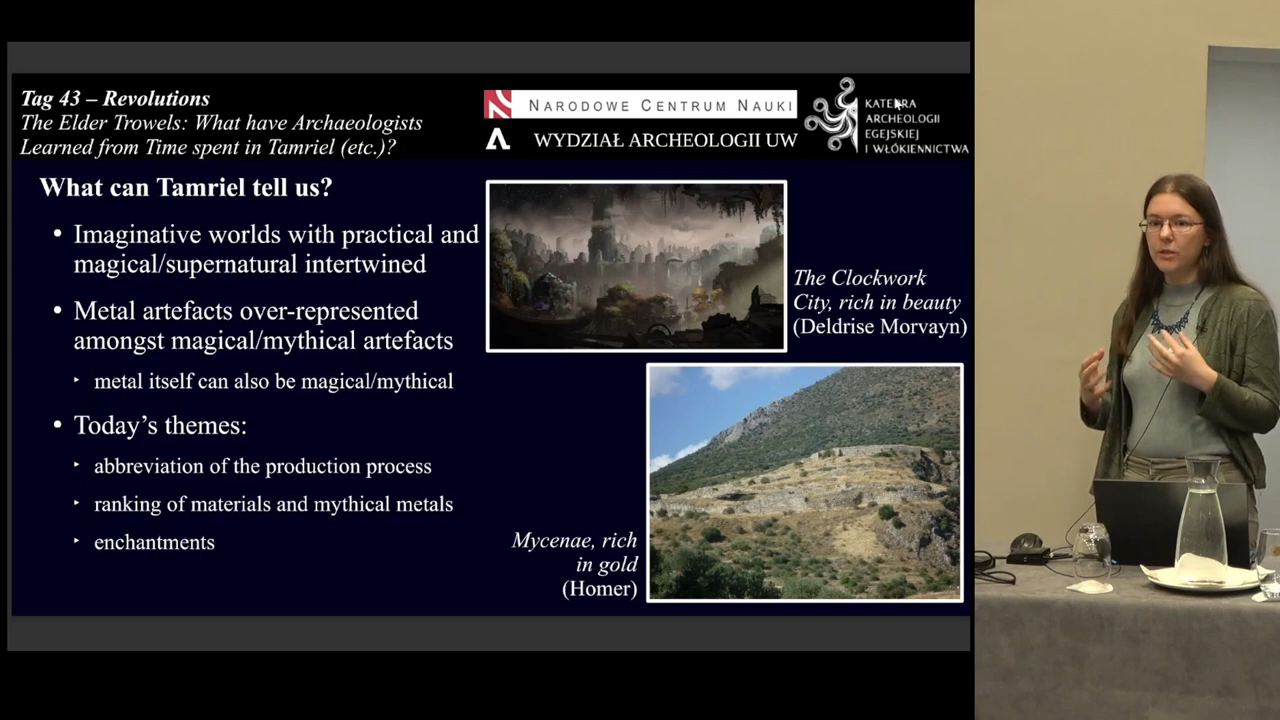 Tag 43 – Revolutions
The Elder Trowels: What have Archaeologists
Learned from Time spent in Tamriel (etc.)?
NARODOWE CENTRUM NAUKI
WYDZIAŁ ARCHEOLOGII UW
KATEDRA
ARCHEOLOGII
EGEJSKIEJ
I WŁÓKIENNICTWA
What can Tamriel tell us?
• Imaginative worlds with practical and
magical/supernatural intertwined
• Metal artefacts over-represented
amongst magical/mythical artefacts
‣ metal itself can also be magical/mythical
• Today’s themes:
‣ abbreviation of the production process
‣ ranking of materials and mythical metals
‣ enchantments
The Clockwork
City, rich in beauty
(Deldrise Morvayn)
Mycenae, rich
in gold
(Homer)